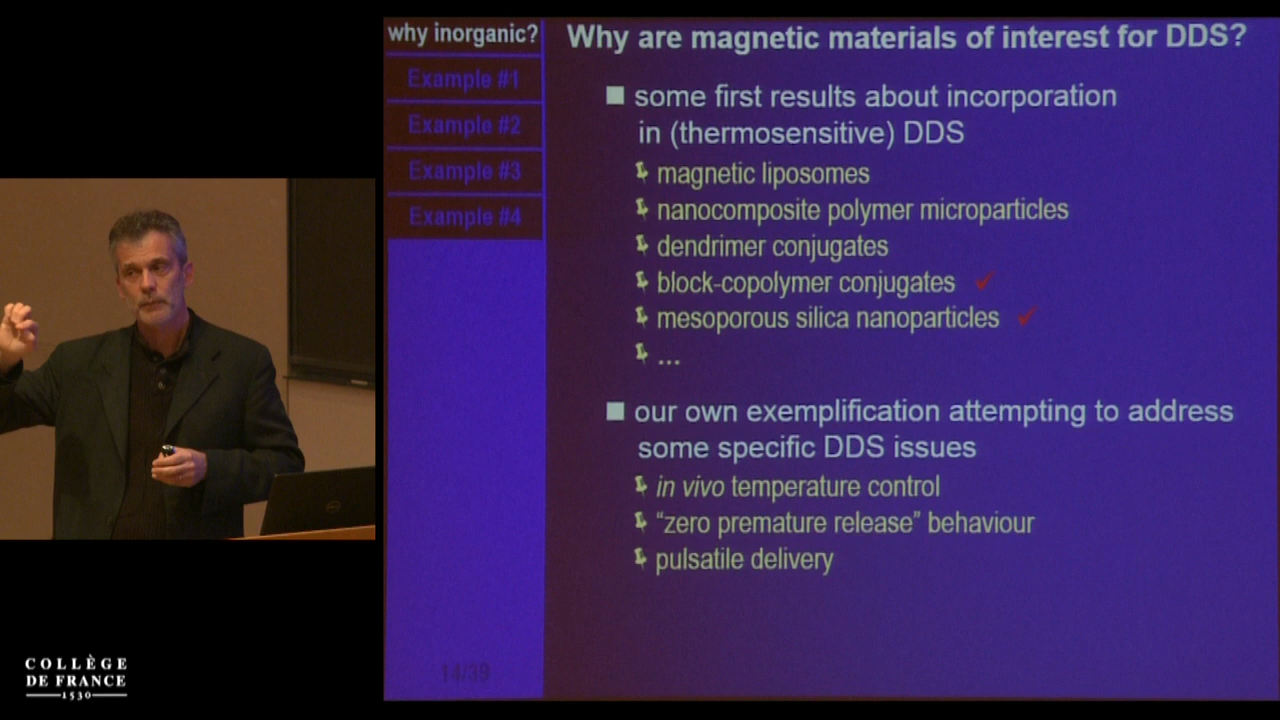 why inorganic?
Example #1
Example #2
Example #3
Example #4
14/39
Why are magnetic materials of interest for DDS?
some first results about incorporation
in (thermosensitive) DDS
magnetic liposomes
nanocomposite polymer microparticles
dendrimer conjugates
block-copolymer conjugates ✓
mesoporous silica nanoparticles ✓
...
our own exemplification attempting to address
some specific DDS issues
in vivo temperature control
“zero premature release” behaviour
pulsatile delivery
COLLÈGE
DE FRANCE
1530